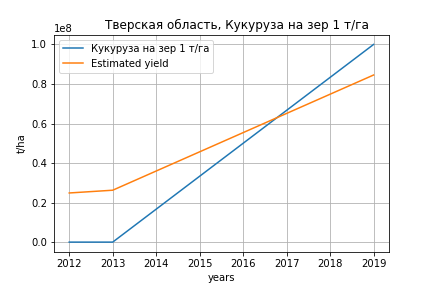 Тверская область, Кукуруза на зер 1 т/га
1e8
Кукуруза на зер 1 т/га
Estimated yield
1.0
0.8
0.6
0.4
0.2
0.0
t/ha
2012 2013 2014 2015 2016 2017 2018 2019
years